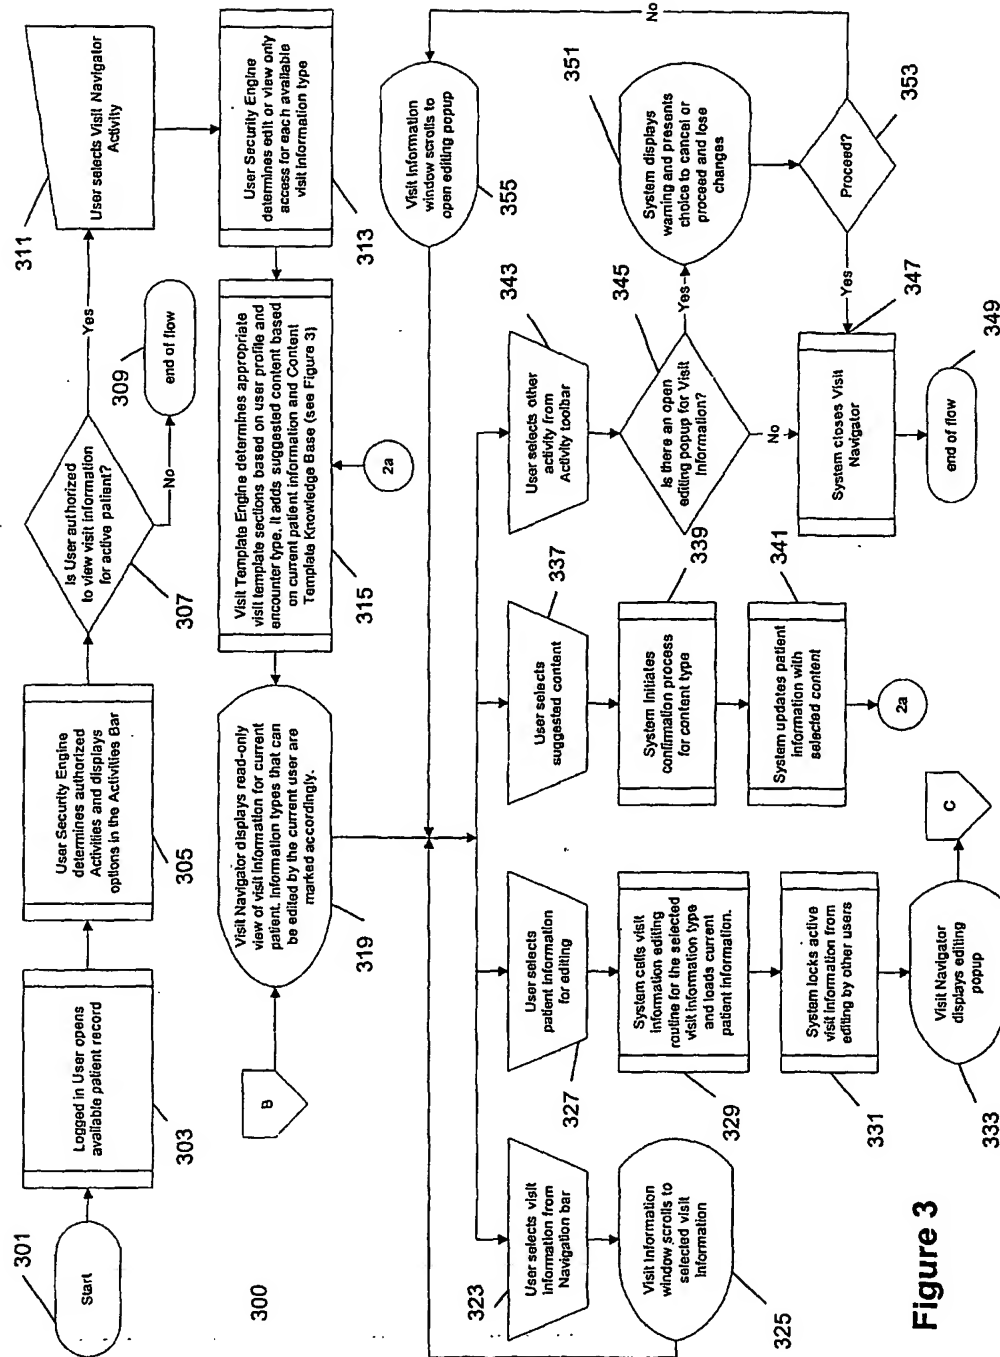 301
Start
303
Logged in User opens
available patient record
305
User Security Engine
determines authorized
Activities and displays
options in the Activities Bar
307
Is User authorized
to view visit information
for active patient?
Yes
No
309
end of flow
311
User selects Visit Navigator
Activity
313
User Security Engine
determines edit or view only
access for each available
visit information type
315
Visit Template Engine determines appropriate
visit template sections based on user profile and
encounter type. It adds suggested content based
on current patient information and Content
Template Knowledge Base (see Figure 3)
2a
319
Visit Navigator displays read-only
view of visit information for current
patient. Information types that can
be edited by the current user are
marked accordingly.
B
300
323
User selects visit
information from
Navigation bar
325
Visit Information
window scrolls to
selected visit
information
327
User selects
patient information
for editing
329
System calls visit
information editing
routine for the selected
visit information type
and loads current
patient information.
331
System locks active
visit information from
editing by other users
333
Visit Navigator
displays editing
popup
C
337
User selects
suggested content
339
System initiates
confirmation process
for content type
341
System updates patient
information with
selected content
2a
343
User selects other
activity from
Activity toolbar
345
Is there an open
editing popup for Visit
Information?
Yes
No
347
System closes Visit
Navigator
349
end of flow
351
System displays
warning and presents
choice to cancel or
proceed and lose
changes
353
Proceed?
Yes
No
355
Visit Information
window scrolls to
open editing popup
Figure 3